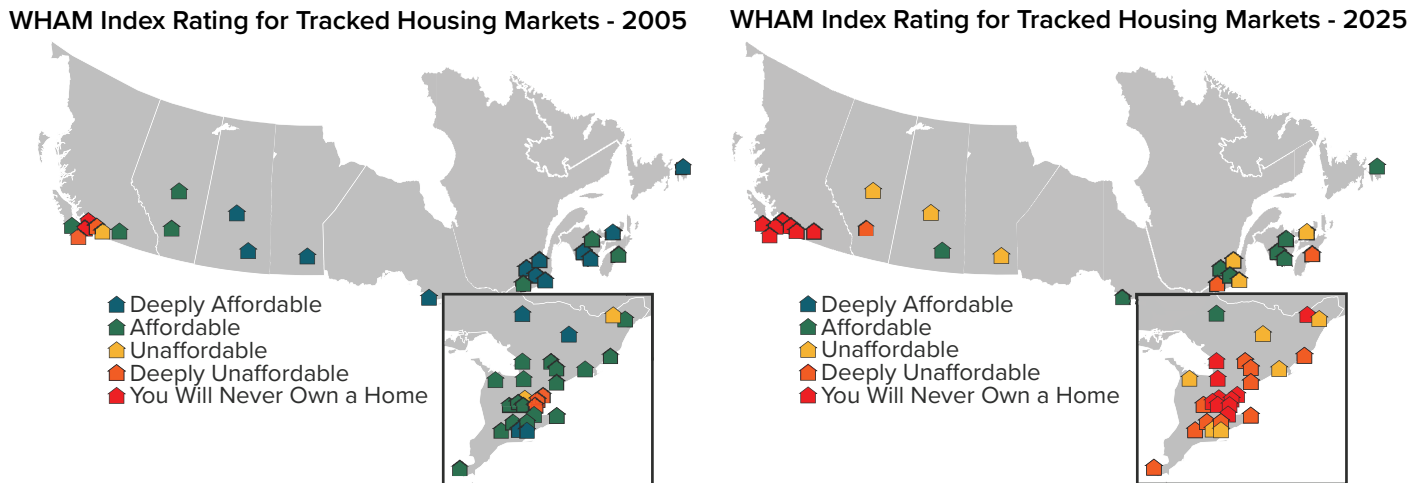 WHAM Index Rating for Tracked Housing Markets - 2005
Deeply Affordable
Affordable
Unaffordable
Deeply Unaffordable
You Will Never Own a Home
WHAM Index Rating for Tracked Housing Markets - 2025
Deeply Affordable
Affordable
Unaffordable
Deeply Unaffordable
You Will Never Own a Home